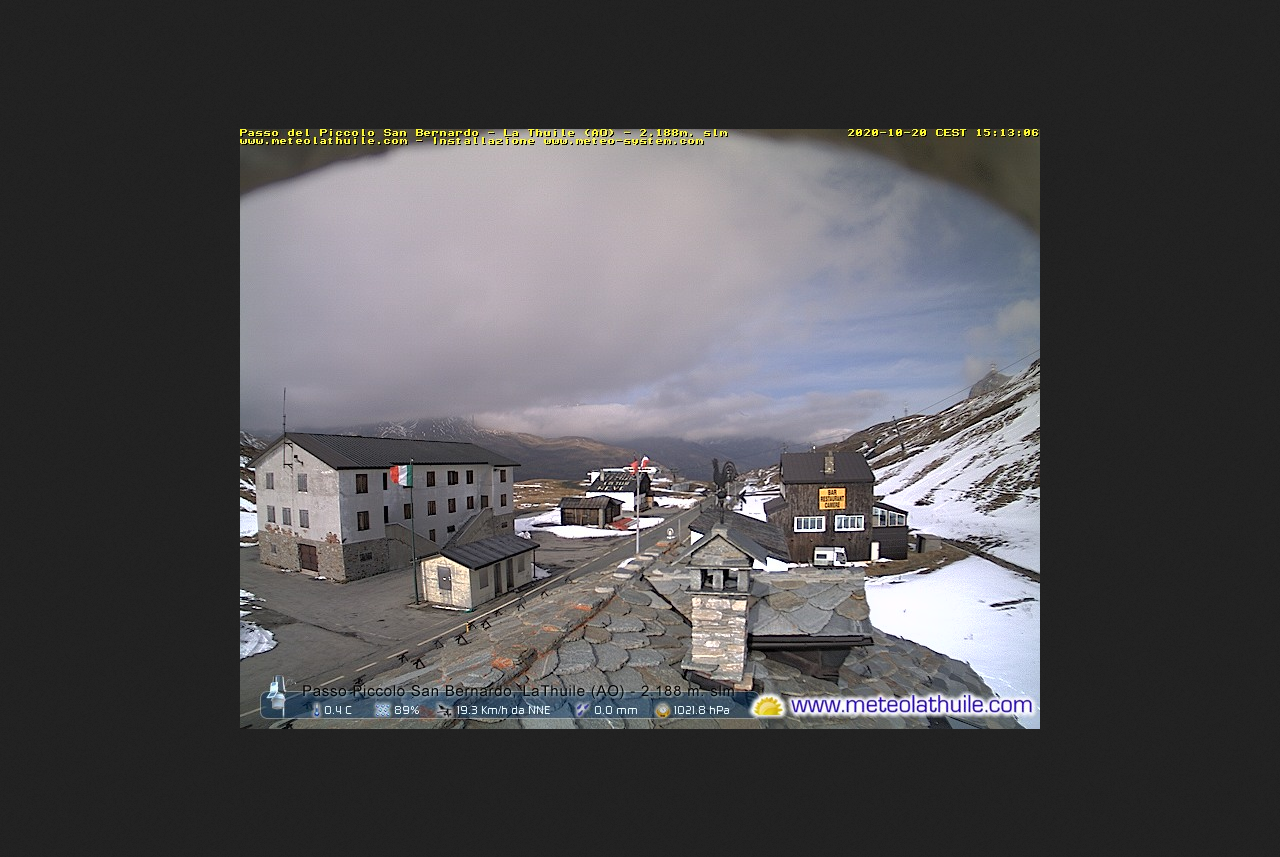 Passo del Piccolo San Bernardo - La Thuile (AO) - 2.188m. slm
2020-10-20 CEST 15:13:06
www.meteolathuile.com - Installazione www.meteo-system.com
BAR
RESTAURANT
CAMERE
Passo Piccolo San Bernardo, LaThuile (AO) - 2.188 m. slm
0.4 C 89% 19.3 Km/h da NNE 0.0 mm 1021.8 hPa
www.meteolathuile.com